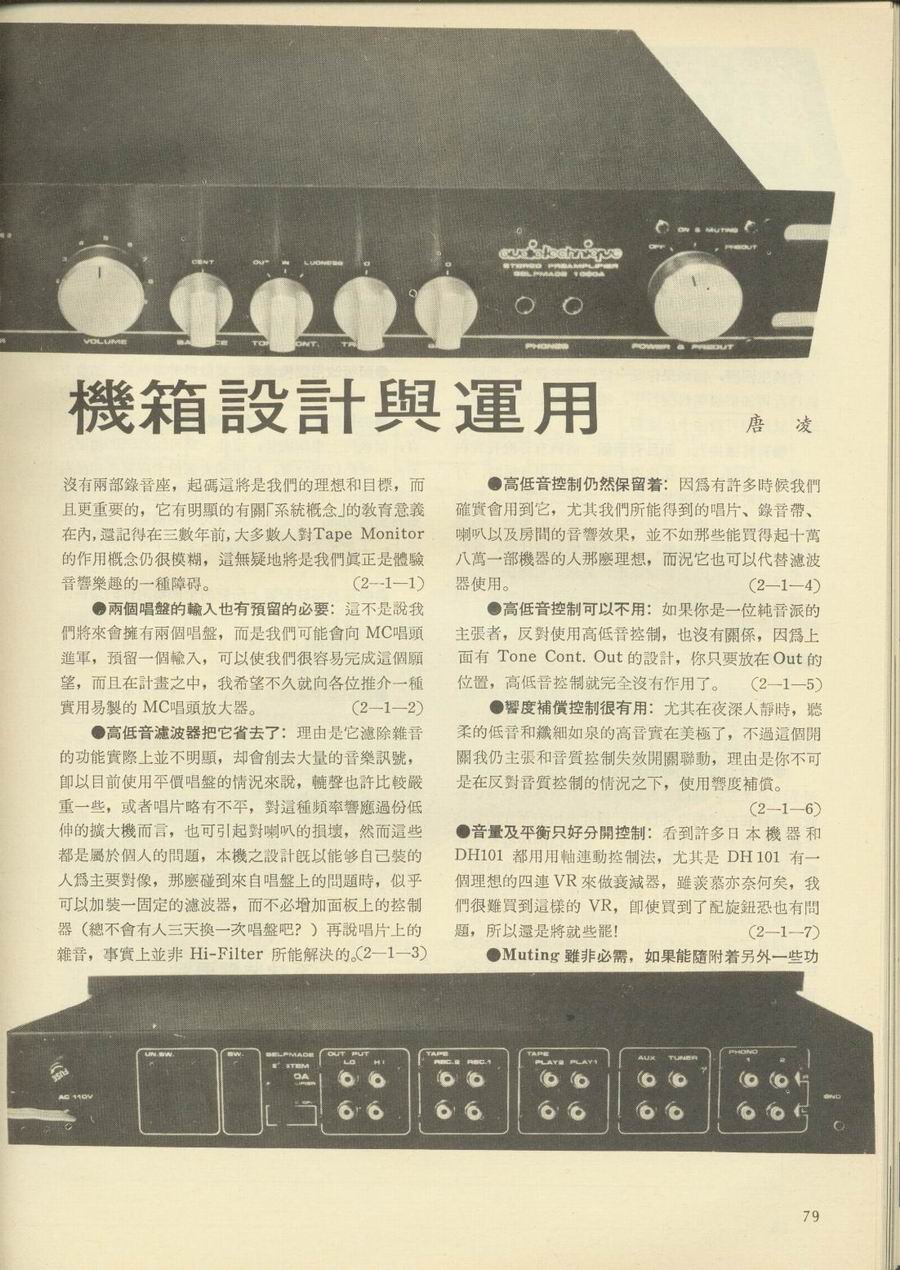 ON & MUTING
OFF PREOUT
CENT OUT IN LUDNESS 0 0
audiotechnique
STEREO PREAMPLIFIER
SELFMADE 1000A
VOLUME BALANCE TONE CONT. PHONES POWER & PREOUT
機箱設計與運用
唐 凌
沒有兩部錄音座，起碼這將是我們的理想和目標，而
且更重要的，它有明顯的有關「系統概念」的教育意義
在內，還記得在三數年前，大多數人對Tape Monitor
的作用概念仍很模糊，這無疑地將是我們眞正是體驗
音響樂趣的一種障碍。 (2—1—1)
●兩個唱盤的輸入也有預留的必要：這不是說我
們將來會擁有兩個唱盤，而是我們可能會向 MC唱頭
進軍，預留一個輸入，可以使我們很容易完成這個願
望，而且在計畫之中，我希望不久就向各位推介一種
實用易製的 MC唱頭放大器。 (2—1—2)
●高低音濾波器把它省去了：理由是它濾除雜音
的功能實際上並不明顯，却會削去大量的音樂訊號，
卽以目前使用平價唱盤的情況來說，轆聲也許比較嚴
重一些，或者唱片略有不平，對這種頻率響應過份低
伸的擴大機而言，也可引起對喇叭的損壞，然而這些
都是屬於個人的問題，本機之設計旣以能够自己裝的
人爲主要對像，那麽碰到來自唱盤上的問題時，似乎
可以加裝一固定的濾波器，而不必增加面板上的控制
器（總不會有人三天換一次唱盤吧？）再說唱片上的
雜音，事實上並非 Hi-Filter 所能解決的。(2—1—3)
●高低音控制仍然保留着：因爲有許多時候我們
確實會用到它，尤其我們所能得到的唱片、錄音帶、
喇叭以及房間的音響效果，並不如那些能買得起十萬
八萬一部機器的人那麽理想，而況它也可以代替濾波
器使用。 (2—1—4)
●高低音控制可以不用：如果你是一位純音派的
主張者，反對使用高低音控制，也沒有關係，因爲上
面有 Tone Cont. Out 的設計，你只要放在 Out 的
位置，高低音控制就完全沒有作用了。 (2—1—5)
●響度補償控制很有用：尤其在夜深人靜時，聽
柔的低音和纖細如泉的高音實在美極了，不過這個開
關我仍主張和音質控制失效開關聯動，理由是你不可
是在反對音質控制的情況之下，使用響度補償。
(2—1—6)
●音量及平衡只好分開控制：看到許多日本機器和
DH101 都用用軸連動控制法，尤其是 DH 101 有一
個理想的四連 VR 來做衰減器，雖羨慕亦奈何矣，我
們很難買到這樣的 VR，卽使買到了配旋鈕恐也有問
題，所以還是將就些罷！ (2—1—7)
●Muting 雖非必需，如果能隨附着另外一些功
UN.SW. SW. SELFMADE OUT PUT TAPE TAPE AUX TUNER PHONO
LO HI REC.2 REC.1 PLAY2 PLAY1 1 2
FUSE
AC 110V
GND
79